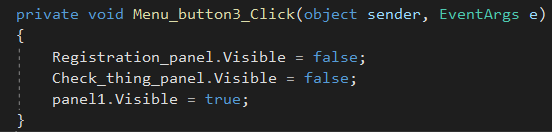 private void Menu_button3_Click(object sender, EventArgs e)
{
Registration_panel.Visible = false;
Check_thing_panel.Visible = false;
panel1.Visible = true;
}